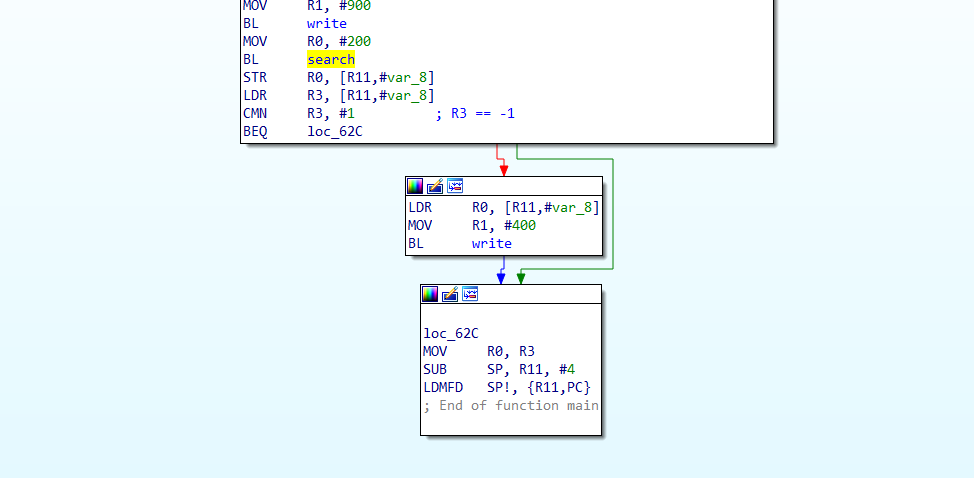 MOV R1, #900
BL write
MOV R0, #200
BL search
STR R0, [R11,#var_8]
LDR R3, [R11,#var_8]
CMN R3, #1 ; R3 == -1
BEQ loc_62C
LDR R0, [R11,#var_8]
MOV R1, #400
BL write
loc_62C
MOV R0, R3
SUB SP, R11, #4
LDMFD SP!, {R11,PC}
; End of function main